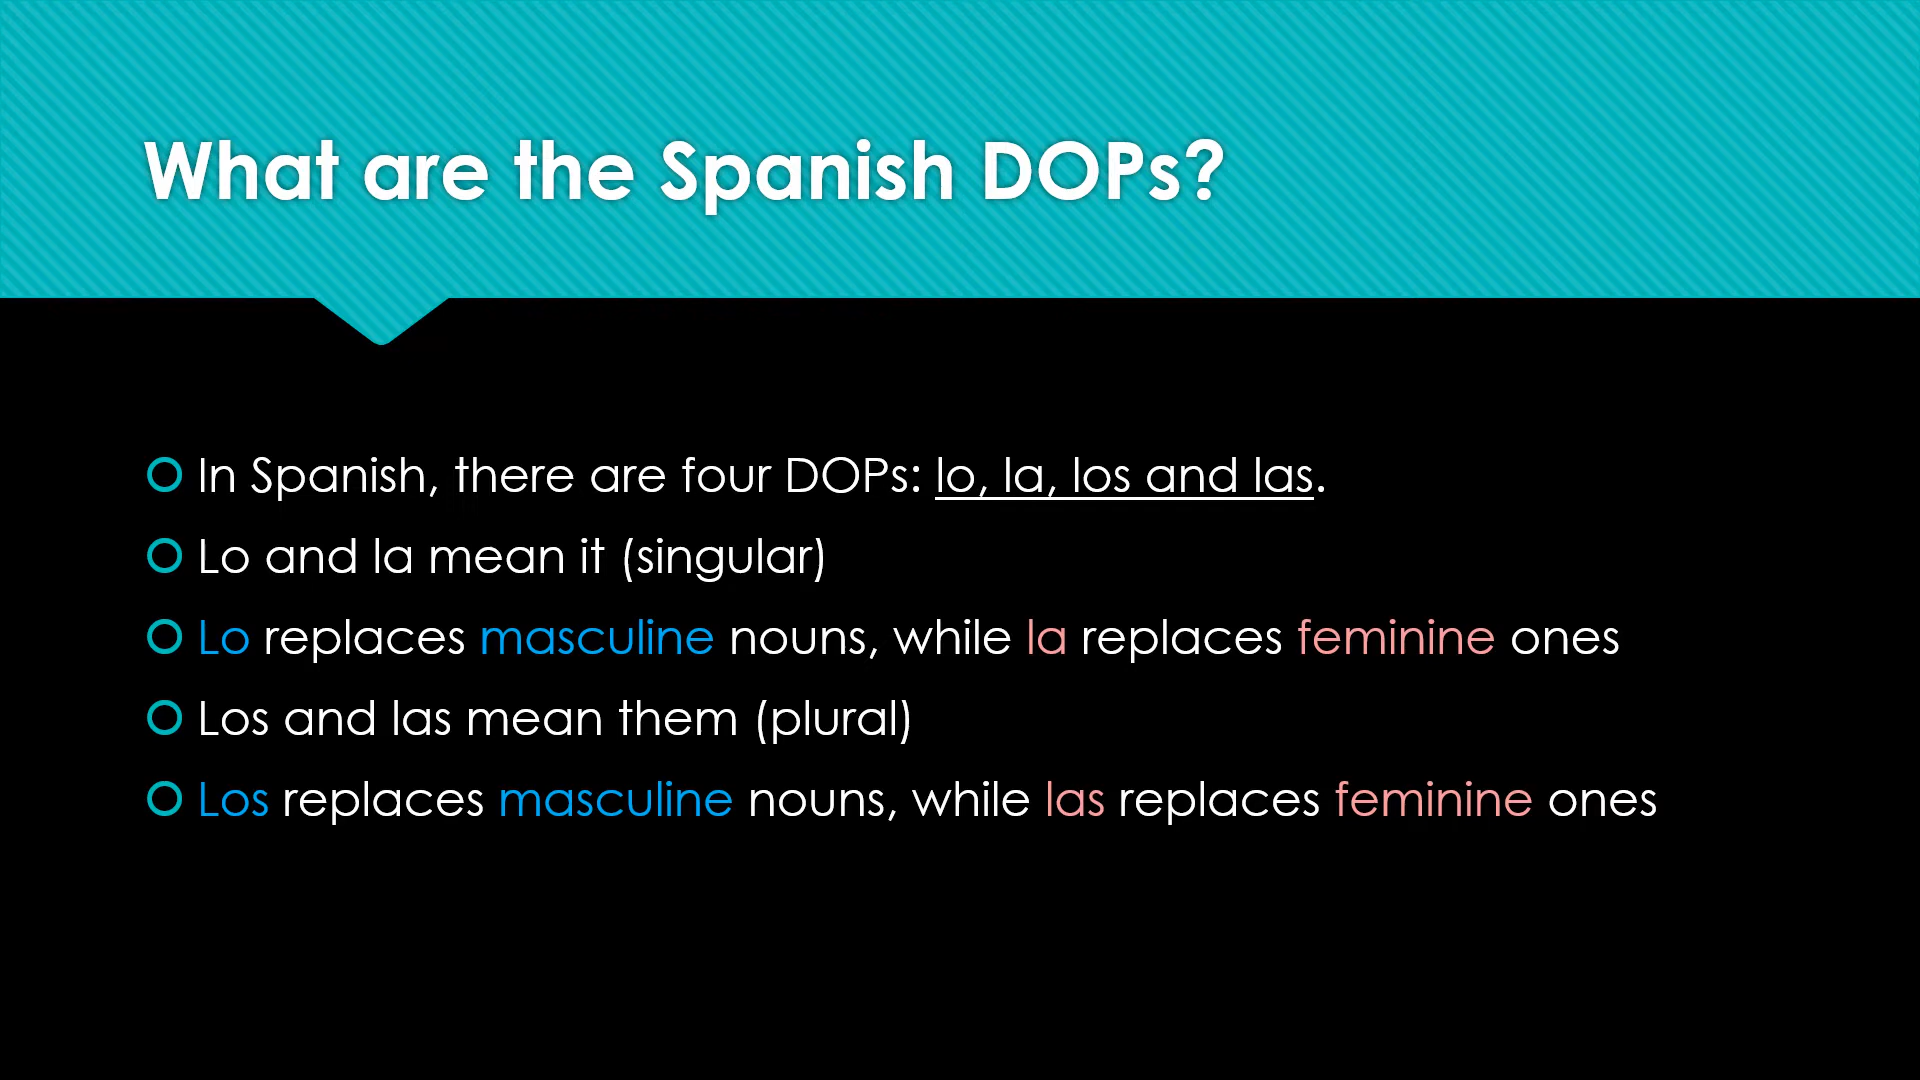 What are the Spanish DOPs?
In Spanish, there are four DOPs: lo, la, los and las.
Lo and la mean it (singular)
Lo replaces masculine nouns, while la replaces feminine ones
Los and las mean them (plural)
Los replaces masculine nouns, while las replaces feminine ones